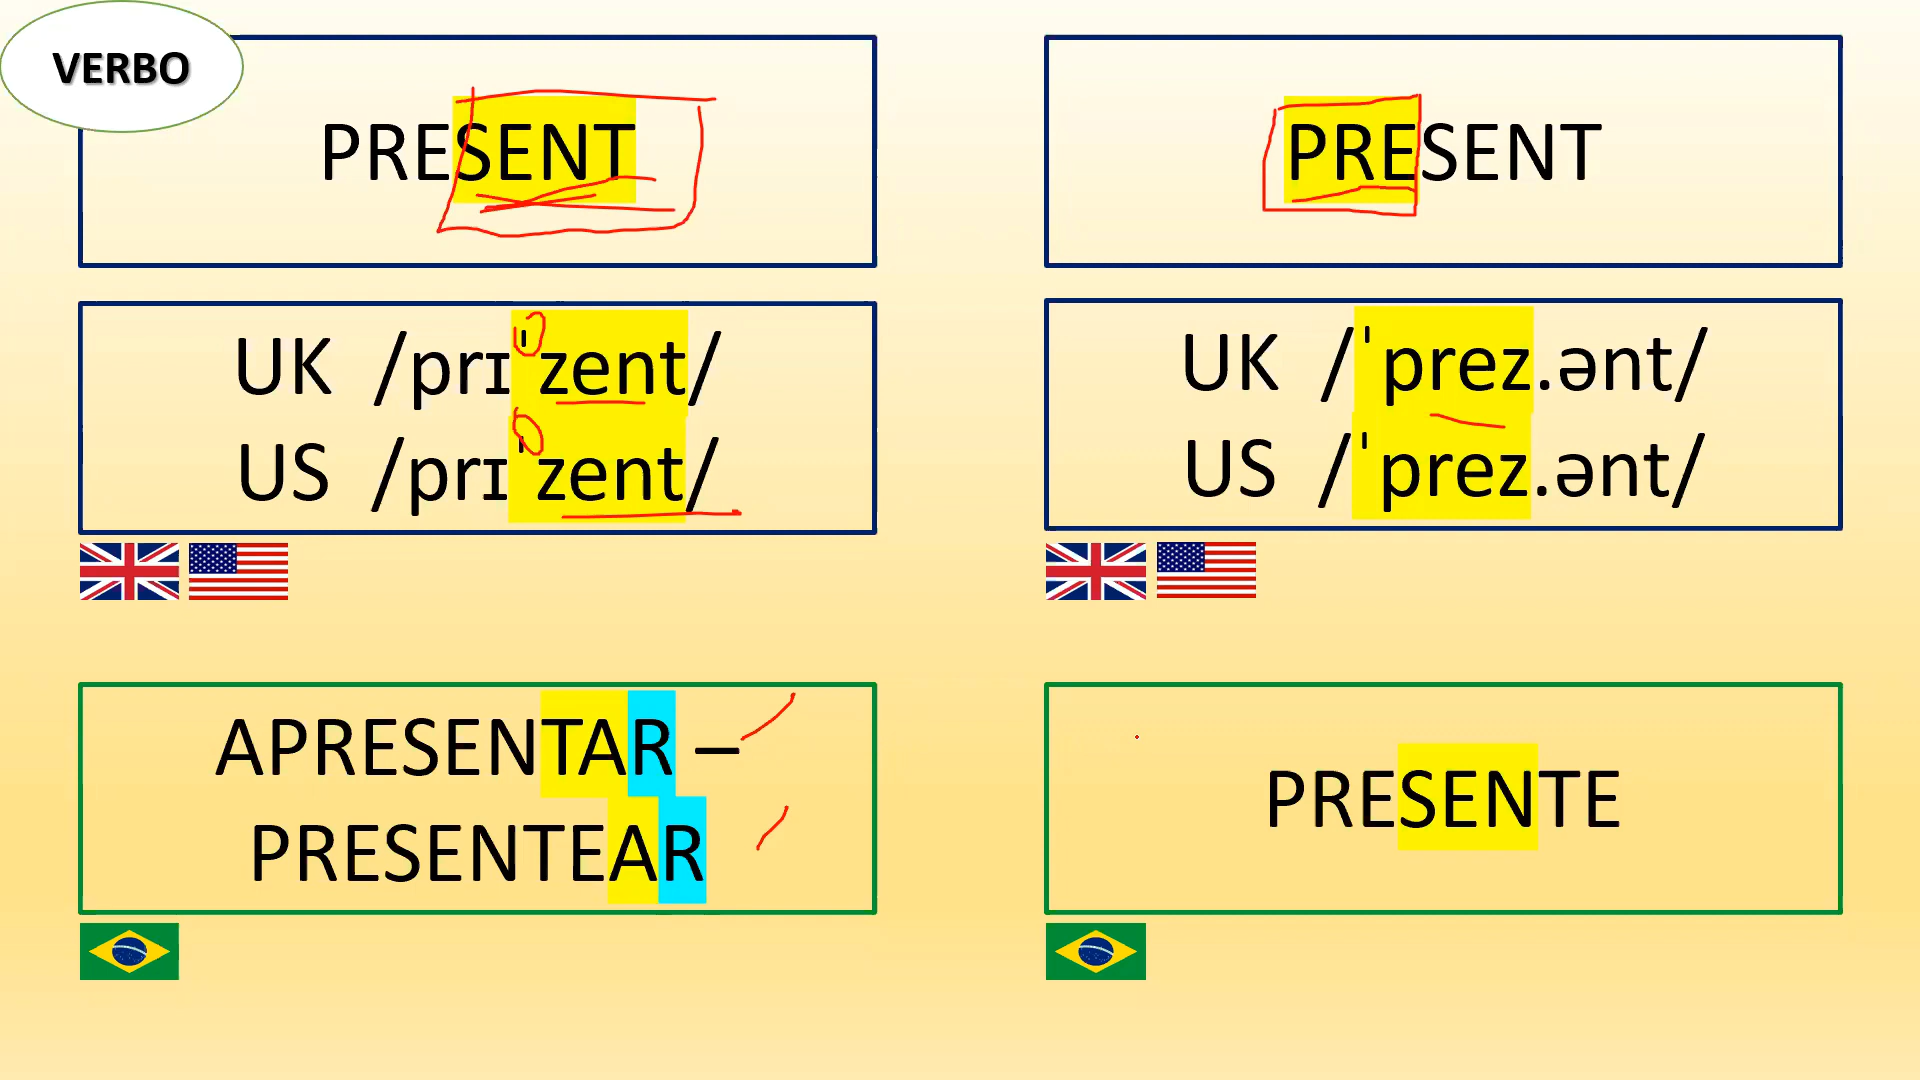 VERBO
PRESENT
UK /prɪˈzent/
US /prɪˈzent/
APRESENTAR –
PRESENTEAR
PRESENT
UK /ˈprez.ənt/
US /ˈprez.ənt/
PRESENTE